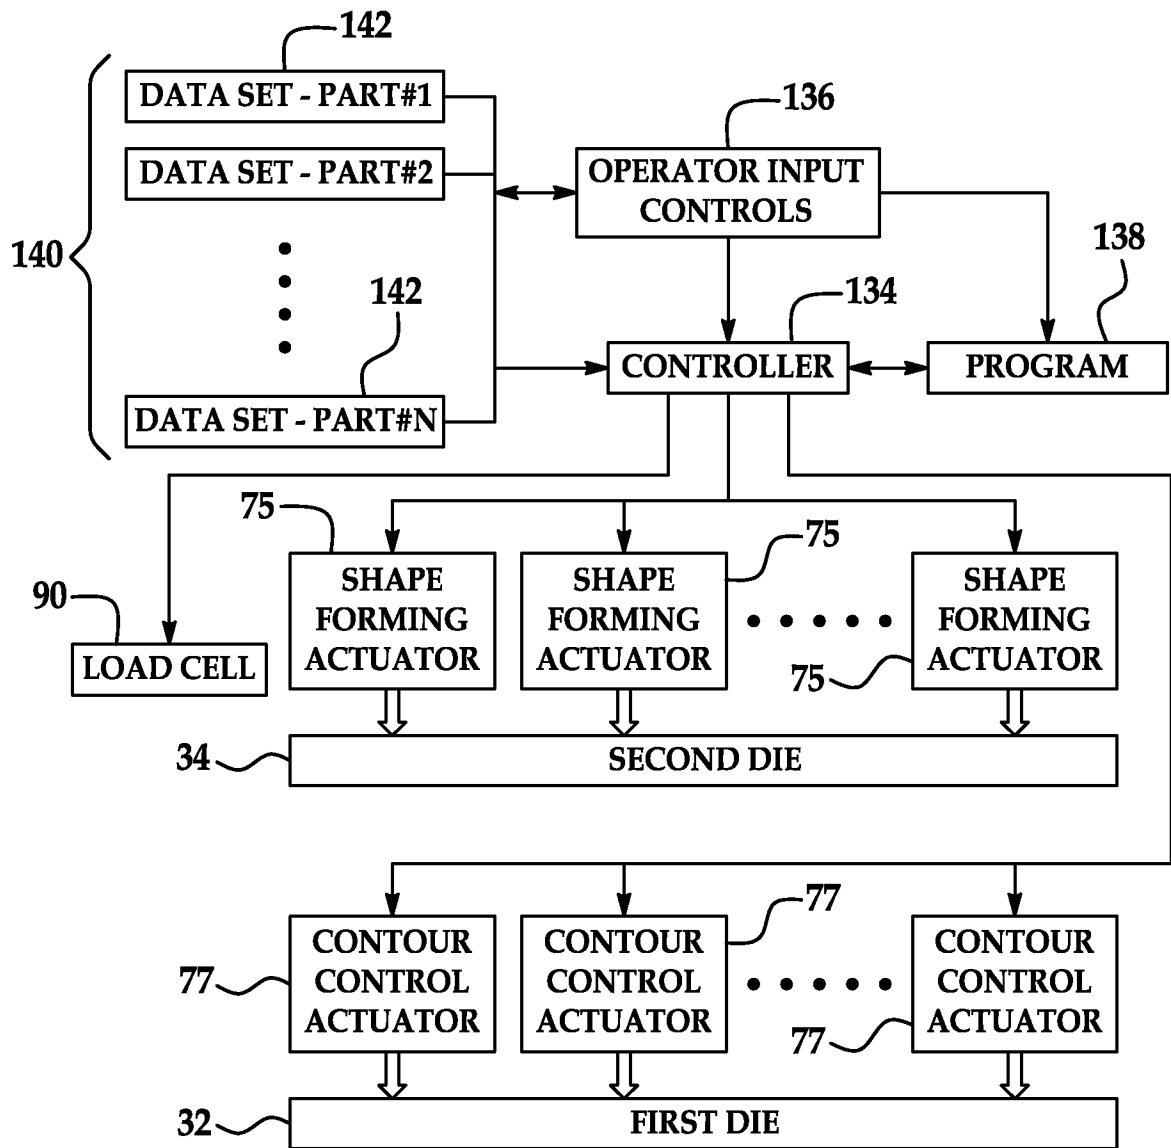 142
DATA SET - PART#1
136
DATA SET - PART#2
OPERATOR INPUT
CONTROLS
140
138
142
134
CONTROLLER
PROGRAM
DATA SET - PART#N
75
75
SHAPE
FORMING
ACTUATOR
SHAPE
FORMING
ACTUATOR
SHAPE
FORMING
ACTUATOR
90
LOAD CELL
75
34
SECOND DIE
77
CONTOUR
CONTROL
ACTUATOR
CONTOUR
CONTROL
ACTUATOR
CONTOUR
CONTROL
ACTUATOR
77
77
32
FIRST DIE